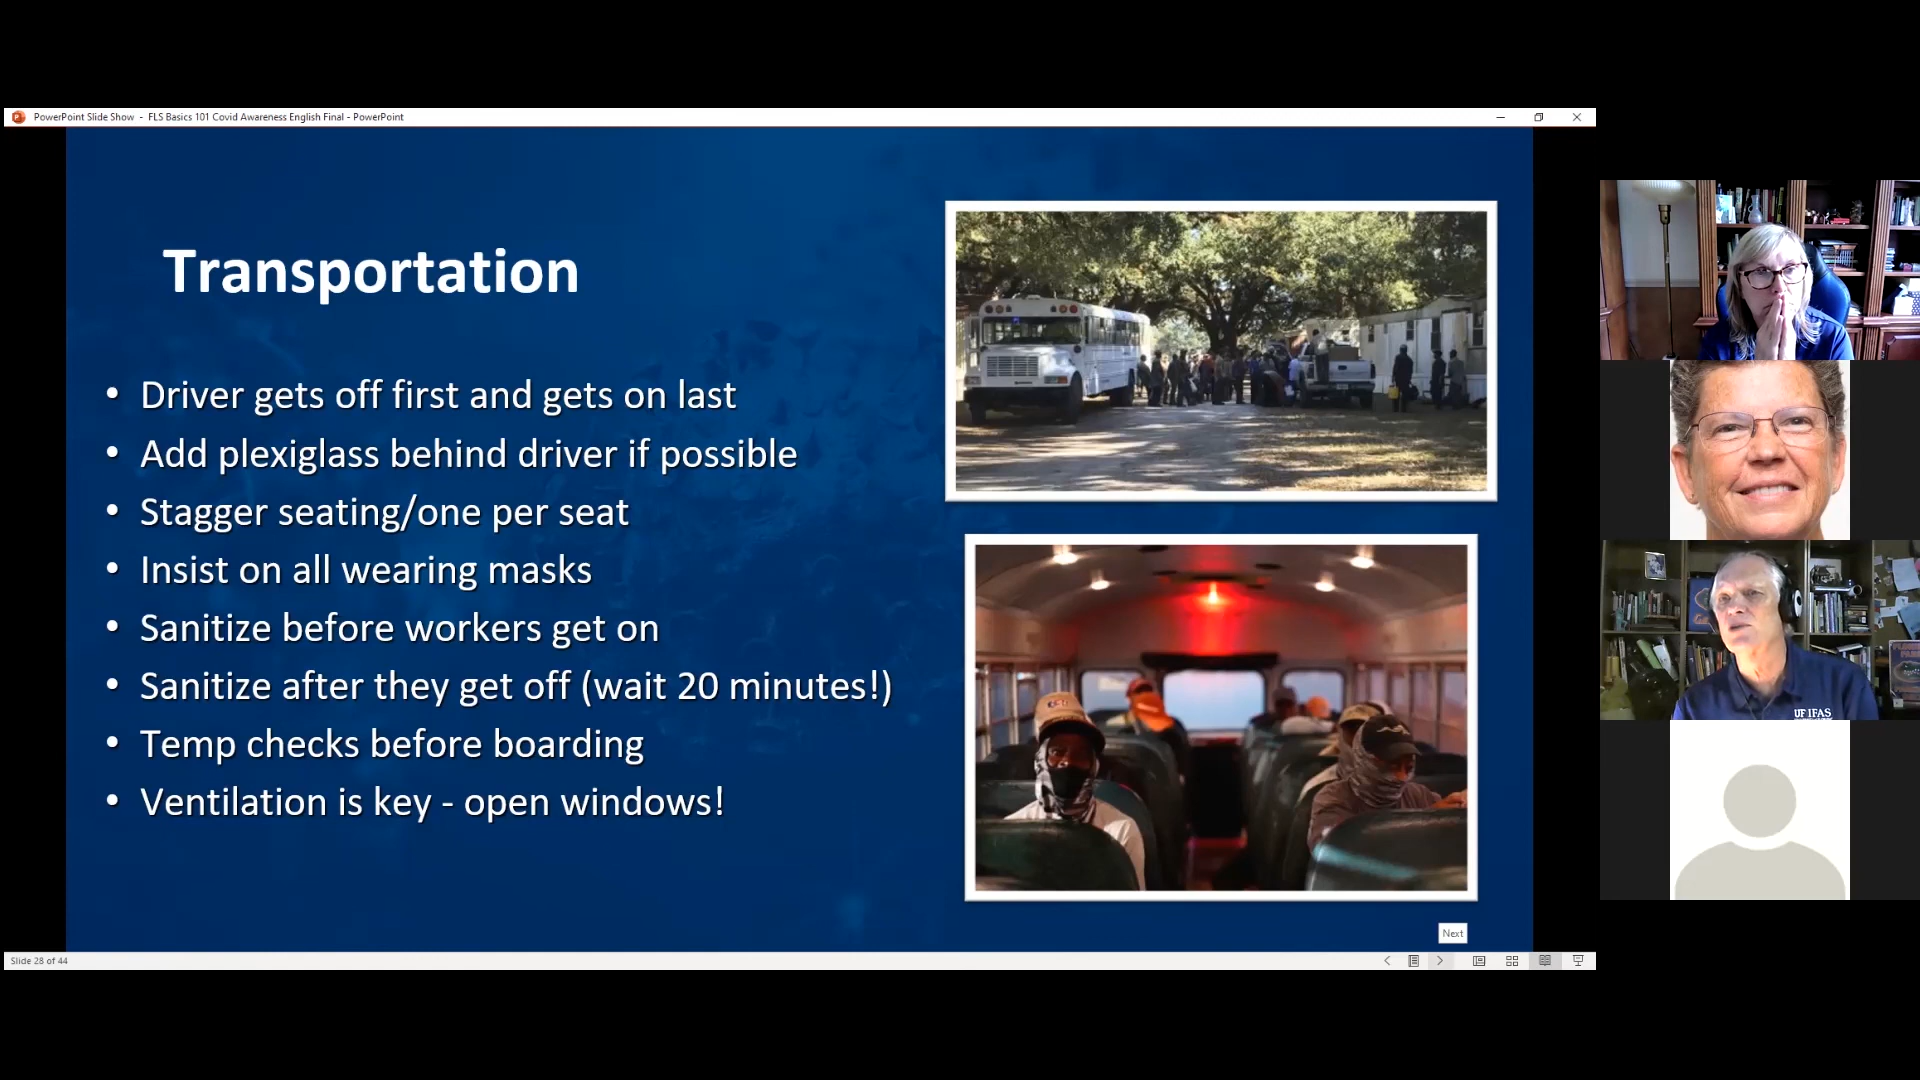 PowerPoint Slide Show - FLS Basics 101 Covid Awareness English Final - PowerPoint
Transportation
• Driver gets off first and gets on last
• Add plexiglass behind driver if possible
• Stagger seating/one per seat
• Insist on all wearing masks
• Sanitize before workers get on
• Sanitize after they get off (wait 20 minutes!)
• Temp checks before boarding
• Ventilation is key - open windows!
Next
Slide 28 of 44
UF IFAS